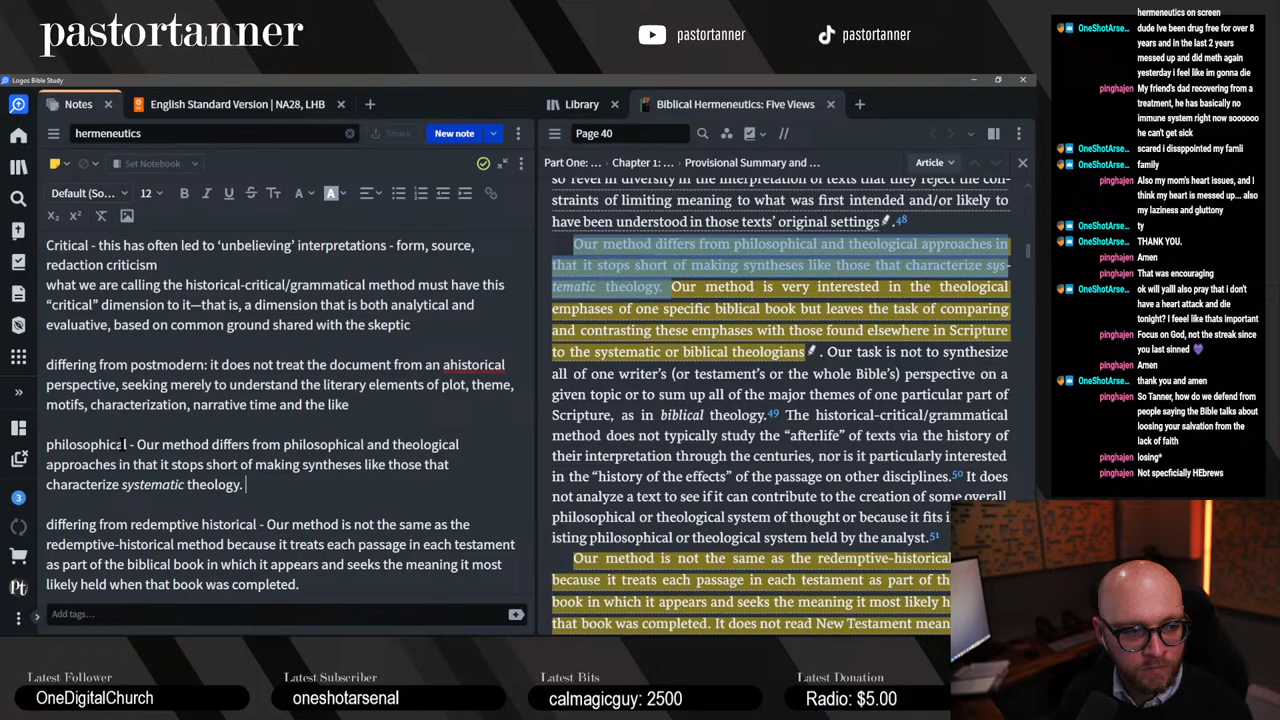 pastortanner
pastortanner
pastortanner
Logos Bible Study
Notes
English Standard Version | NA28, LHB
Library
Biblical Hermeneutics: Five Views
hermeneutics
Share
New note
Page 40
Set Notebook
Part One: ...
Chapter 1: ...
Provisional Summary and ...
Article
Default (So...
12
Critical - this has often led to ‘unbelieving’ interpretations - form, source,
redaction criticism
what we are calling the historical-critical/grammatical method must have this
“critical” dimension to it—that is, a dimension that is both analytical and
evaluative, based on common ground shared with the skeptic
differing from postmodern: it does not treat the document from an ahistorical
perspective, seeking merely to understand the literary elements of plot, theme,
motifs, characterization, narrative time and the like
philosophical - Our method differs from philosophical and theological
approaches in that it stops short of making syntheses like those that
characterize systematic theology.
differing from redemptive historical - Our method is not the same as the
redemptive-historical method because it treats each passage in each testament
as part of the biblical book in which it appears and seeks the meaning it most
likely held when that book was completed.
Add tags...
3
so revel in diversity in the interpretation of texts that they reject the con-
straints of limiting meaning to what was first intended and/or likely to
have been understood in those texts’ original settings.48
Our method differs from philosophical and theological approaches in
that it stops short of making syntheses like those that characterize sys-
tematic theology. Our method is very interested in the theological
emphases of one specific biblical book but leaves the task of comparing
and contrasting these emphases with those found elsewhere in Scripture
to the systematic or biblical theologians. Our task is not to synthesize
all of one writer’s (or testament’s or the whole Bible’s) perspective on a
given topic or to sum up all of the major themes of one particular part of
Scripture, as in biblical theology.49 The historical-critical/grammatical
method does not typically study the “afterlife” of texts via the history of
their interpretation through the centuries, nor is it particularly interested
in the “history of the effects” of the passage on other disciplines.50 It does
not analyze a text to see if it can contribute to the creation of some overall
philosophical or theological system of thought or because it fits i
isting philosophical or theological system held by the analyst.51
Our method is not the same as the redemptive-historical
because it treats each passage in each testament as part of th
book in which it appears and seeks the meaning it most likely h
that book was completed. It does not read New Testament mean
hermeneutics on screen
OneShotArse... dude Ive been drug free for over 8
years and in the last 2 years
messed up and did meth again
yesterday i feel like im gonna die
pinghajen My friend's dad recovering from a
treatment, he has basically no
immune system right now soooooo
he can't get sick
OneShotArse... scared i dissppointed my famli
OneShotArse... family
pinghajen Also my mom's heart issues, and I
think my heart is messed up... also
my laziness and gluttony
OneShotArse... ty
pinghajen THANK YOU.
pinghajen Amen
pinghajen That was encouraging
OneShotArse... ok will yall also pray that i don't
have a heart attack and die
tonight? I feeel like thats important
pinghajen Focus on God, not the streak since
you last sinned
pinghajen Amen
OneShotArse... thank you and amen
pinghajen So Tanner, how do we defend from
people saying the Bible talks about
loosing your salvation from the
lack of faith
pinghajen losing*
pinghajen Not specficially HEbrews
Latest Follower
OneDigitalChurch
Latest Subscriber
oneshotarsenal
Latest Bits
calmagicguy: 2500
Latest Donation
Radio: $5.00